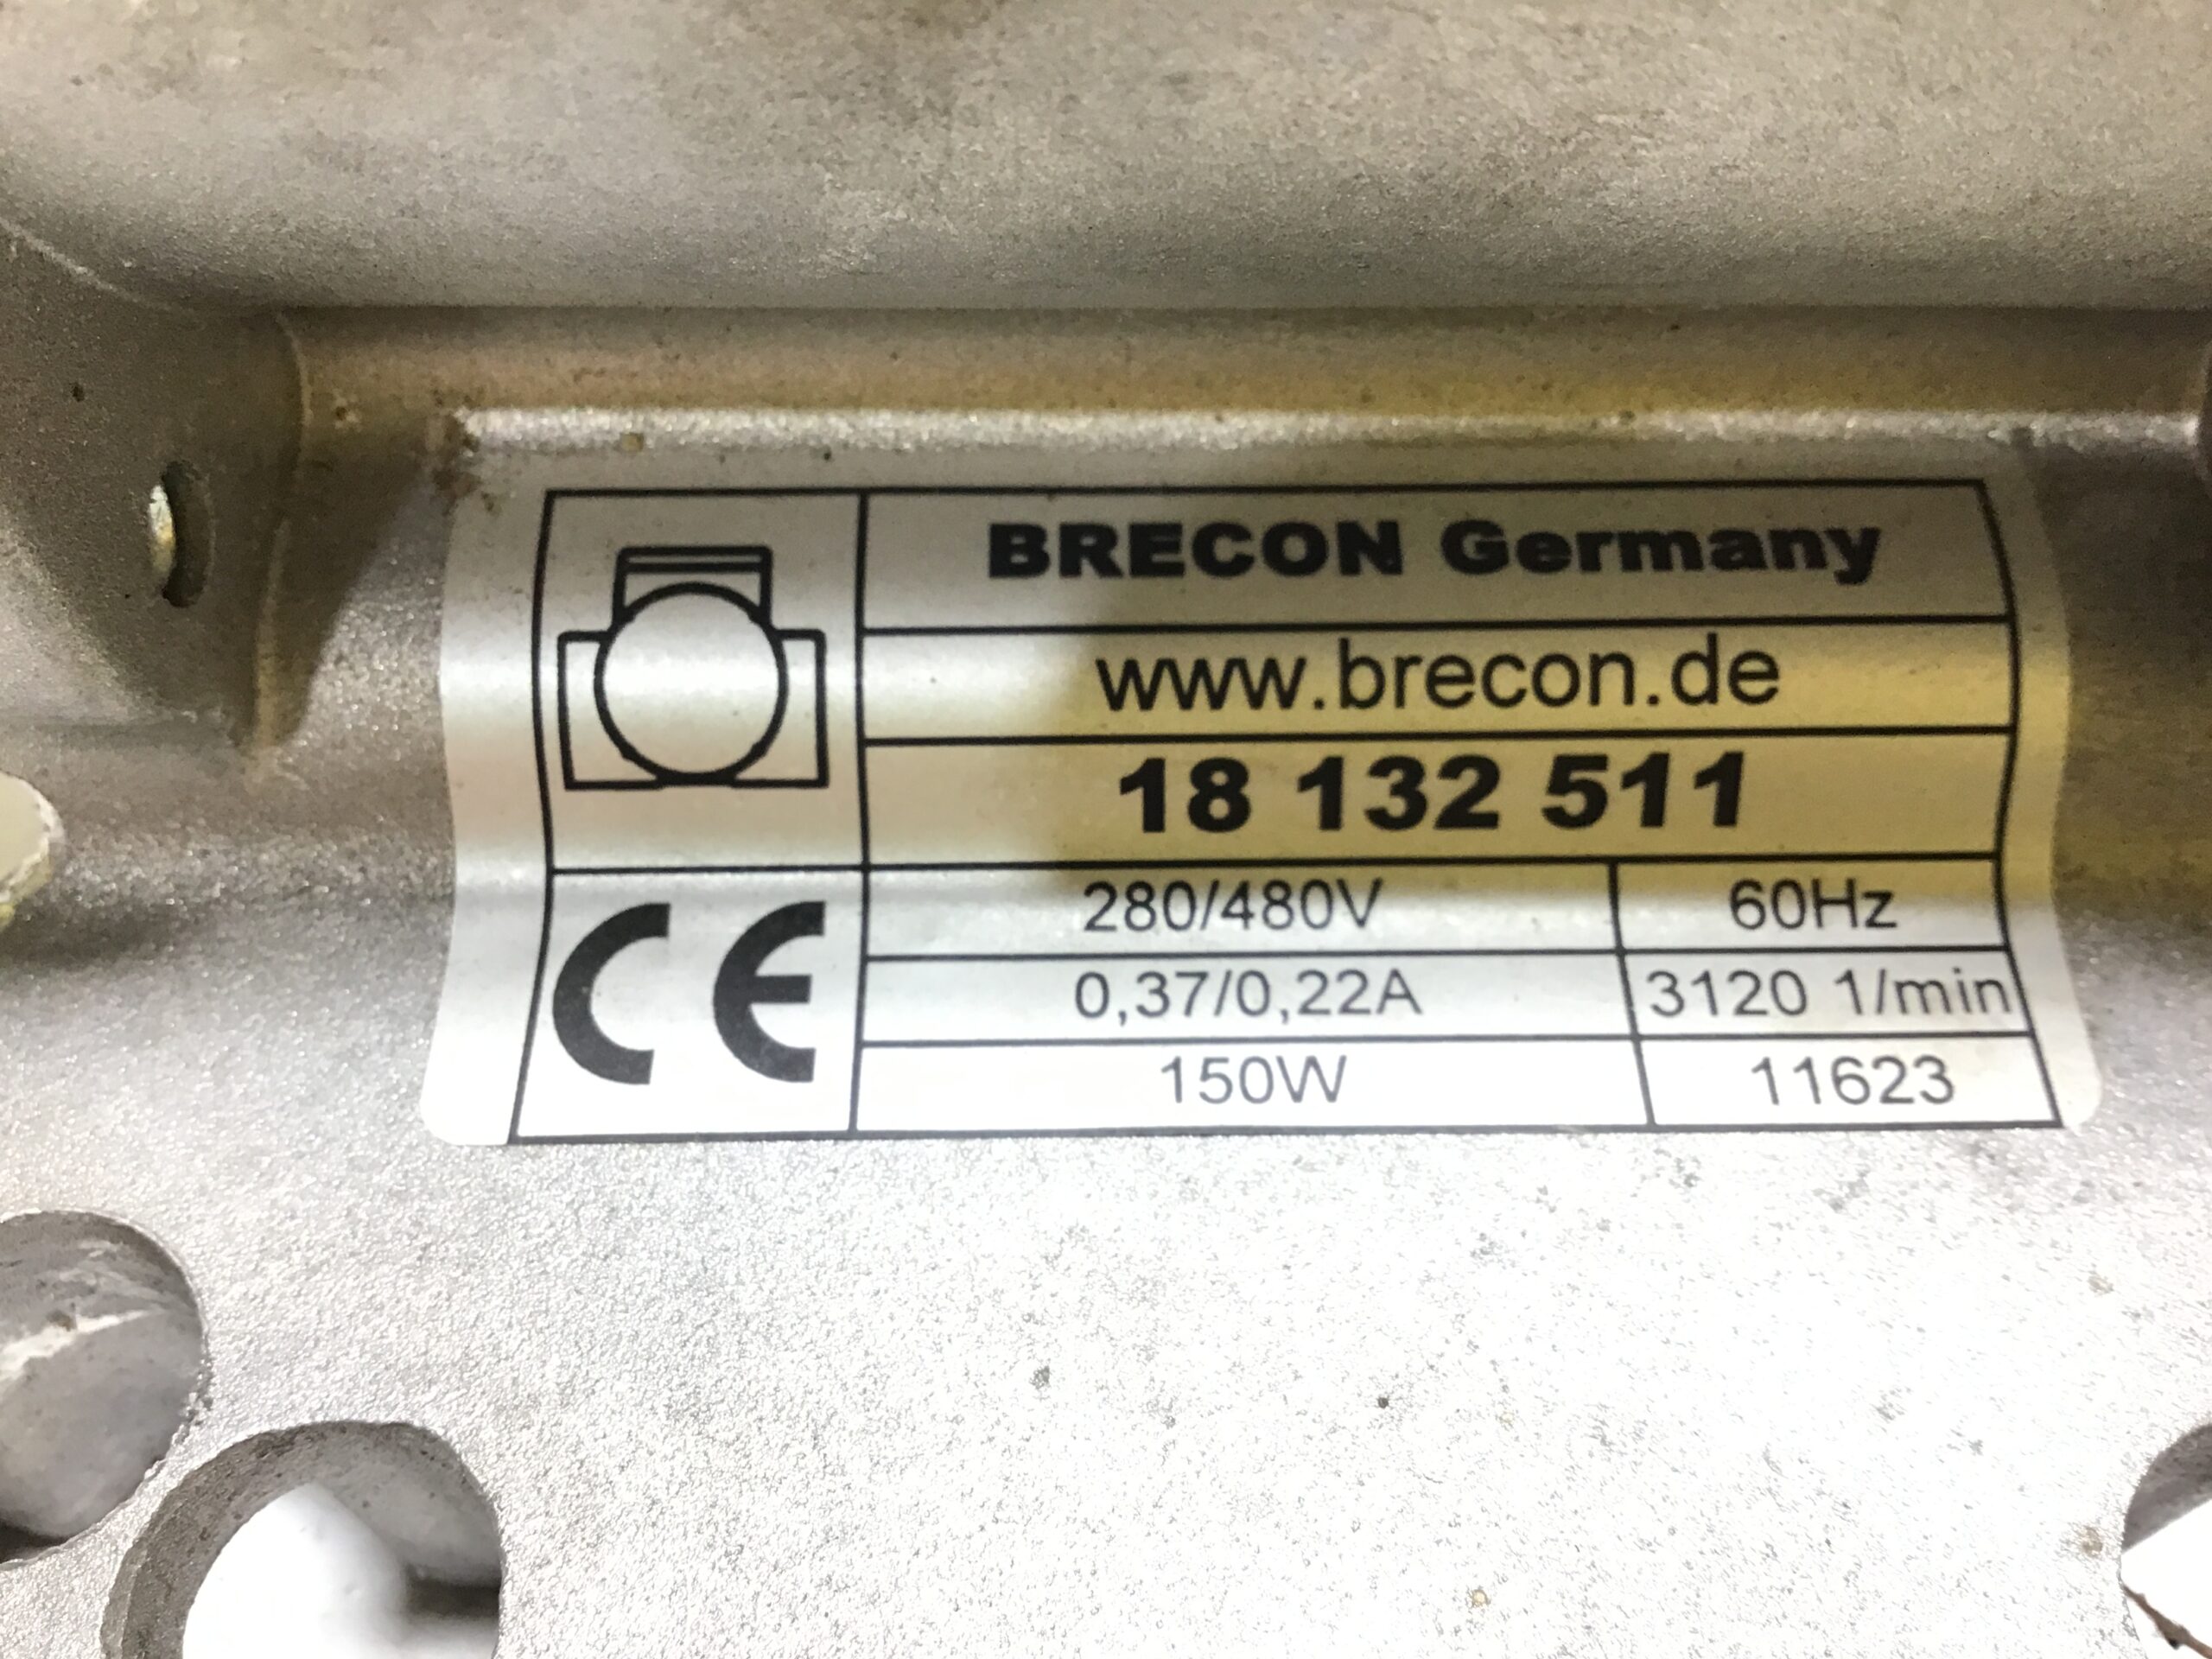 BRECON Germany
www.brecon.de
18 132 511
280/480V 60Hz
0,37/0,22A 3120 1/min
150W 11623
CE